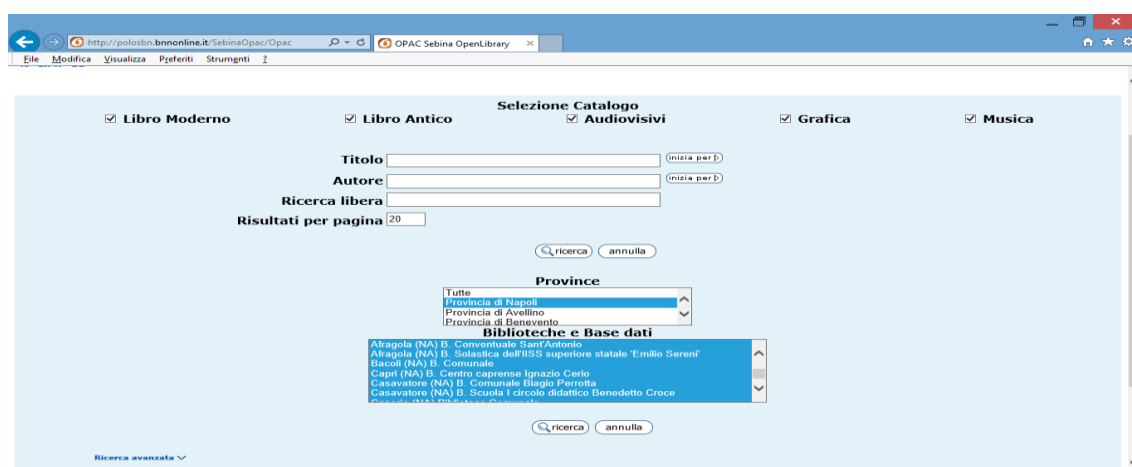 http://polosbn.bnnonline.it/SebinaOpac/Opac
OPAC Sebina OpenLibrary
File Modifica Visualizza Preferiti Strumenti ?
Selezione Catalogo
Libro Moderno Libro Antico Audiovisivi Grafica Musica
Titolo inizia per
Autore inizia per
Ricerca libera
Risultati per pagina 20
ricerca annulla
Province
Tutte
Provincia di Napoli
Provincia di Avellino
Provincia di Benevento
Biblioteche e Base dati
Afragola (NA) B. Conventuale Sant'Antonio
Afragola (NA) B. Solastica dell'IISS superiore statale 'Emilio Sereni'
Bacoli (NA) B. Comunale
Capri (NA) B. Centro caprense Ignazio Cerio
Casavatore (NA) B. Comunale Biagio Perrotta
Casavatore (NA) B. Scuola I circolo didattico Benedetto Croce
ricerca annulla
Ricerca avanzata